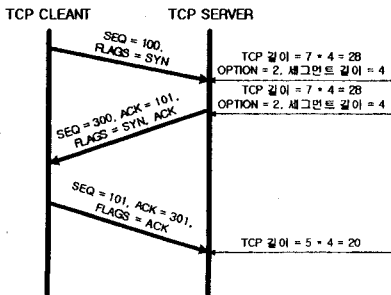 TCP CLEANT
TCP SERVER
SEQ = 100,
FLAGS = SYN
TCP 길이 = 7 * 4 = 28
OPTION = 2, 세그먼트 길이 = 4
TCP 길이 = 7 * 4 = 28
OPTION = 2, 세그먼트 길이 = 4
SEQ = 300, ACK = 101,
FLAGS = SYN, ACK
SEQ = 101, ACK = 301,
FLAGS = ACK
TCP 길이 = 5 * 4 = 20